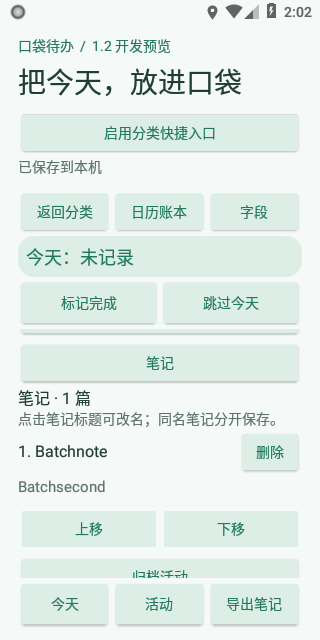 2:02
口袋待办 / 1.2 开发预览
把今天，放进口袋
启用分类快捷入口
已保存到本机
返回分类 日历账本 字段
今天：未记录
标记完成 跳过今天
笔记
笔记 · 1 篇
点击笔记标题可改名；同名笔记分开保存。
1. Batchnote 删除
Batchsecond
上移 下移
归档活动
今天 活动 导出笔记